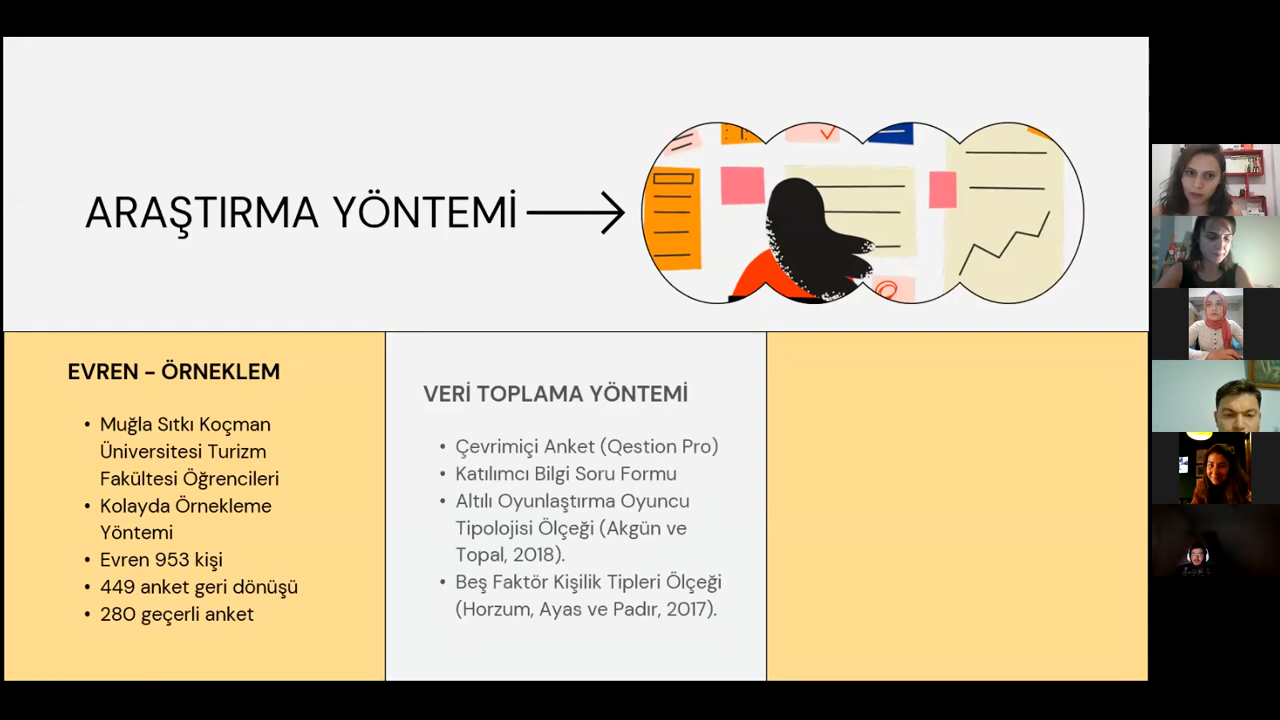 ARAŞTIRMA YÖNTEMİ
EVREN - ÖRNEKLEM
• Muğla Sıtkı Koçman
Üniversitesi Turizm
Fakültesi Öğrencileri
• Kolayda Örnekleme
Yöntemi
• Evren 953 kişi
• 449 anket geri dönüşü
• 280 geçerli anket
VERİ TOPLAMA YÖNTEMİ
• Çevrimiçi Anket (Qestion Pro)
• Katılımcı Bilgi Soru Formu
• Altılı Oyunlaştırma Oyuncu
Tipolojisi Ölçeği (Akgün ve
Topal, 2018).
• Beş Faktör Kişilik Tipleri Ölçeği
(Horzum, Ayas ve Padır, 2017).